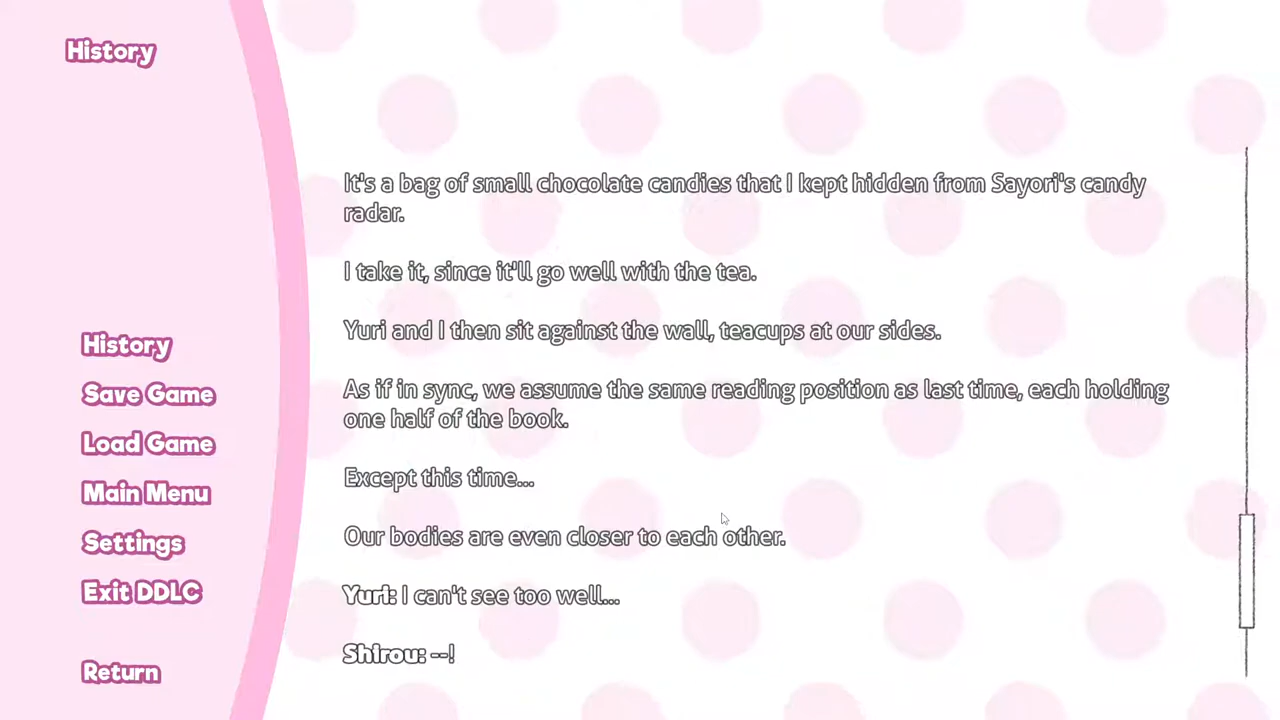 History
History
Save Game
Load Game
Main Menu
Settings
Exit DDLC
Return
It's a bag of small chocolate candies that I kept hidden from Sayori's candy
radar.
I take it, since it'll go well with the tea.
Yuri and I then sit against the wall, teacups at our sides.
As if in sync, we assume the same reading position as last time, each holding
one half of the book.
Except this time...
Our bodies are even closer to each other.
Yuri: I can't see too well...
Shirou: --!